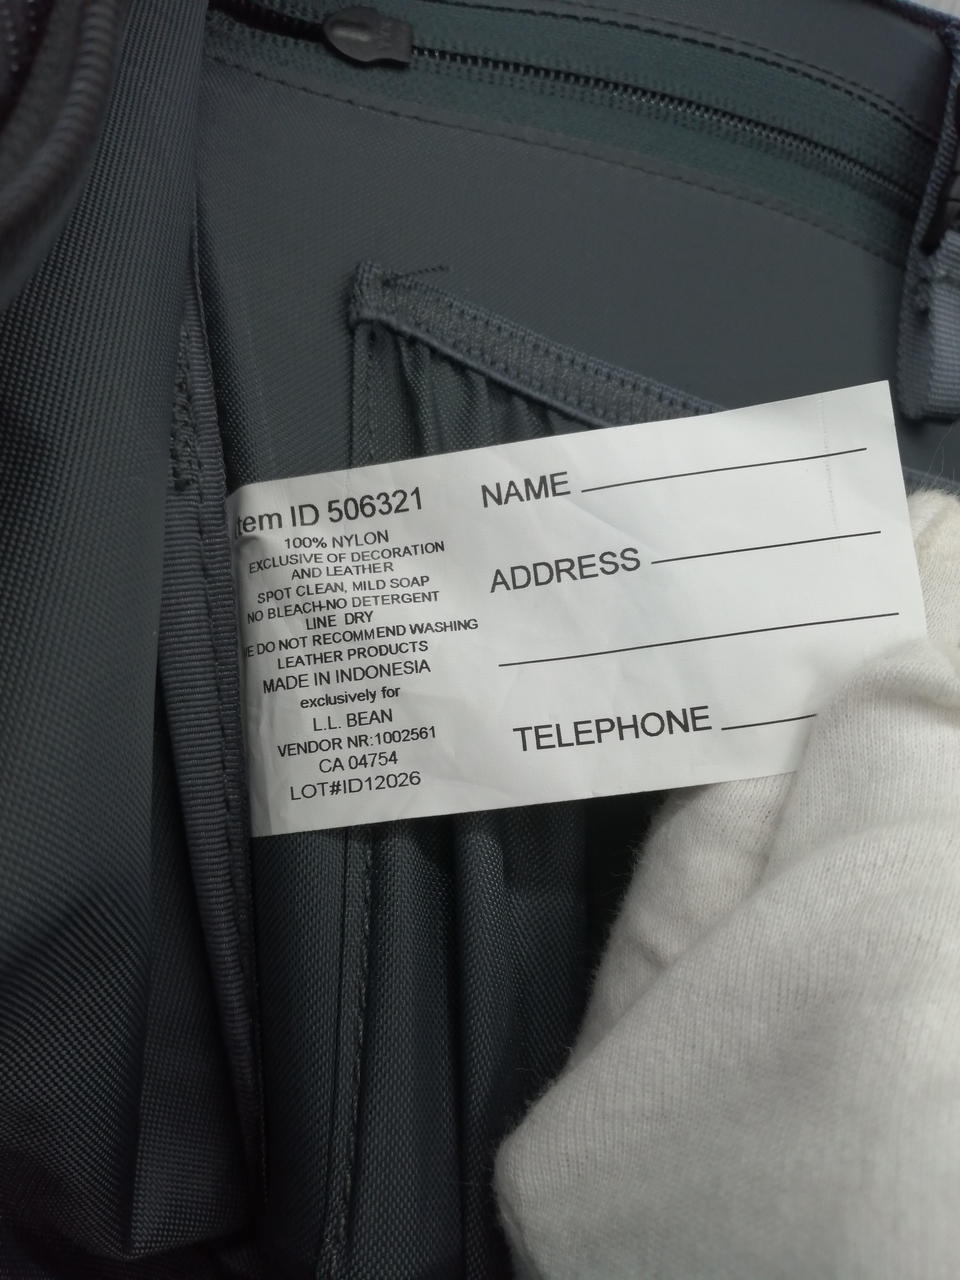 Item ID 506321
100% NYLON
EXCLUSIVE OF DECORATION
AND LEATHER
SPOT CLEAN, MILD SOAP
NO BLEACH-NO DETERGENT
LINE DRY
WE DO NOT RECOMMEND WASHING
LEATHER PRODUCTS
MADE IN INDONESIA
exclusively for
L.L. BEAN
VENDOR NR:1002561
CA 04754
LOT#ID12026
NAME
ADDRESS
TELEPHONE